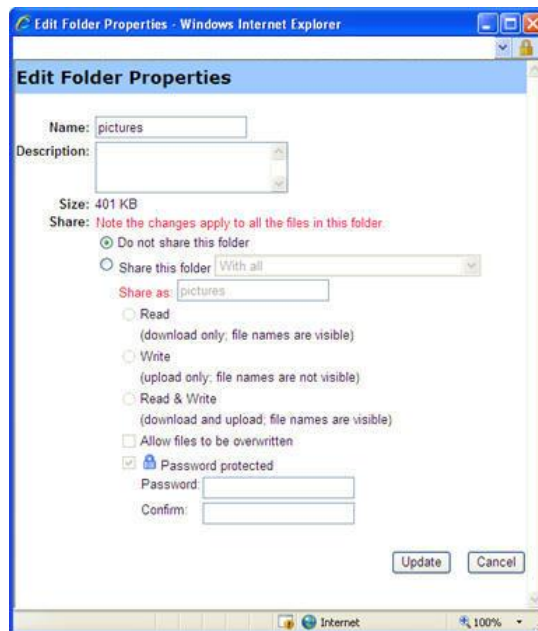 Edit Folder Properties - Windows Internet Explorer
Edit Folder Properties
Name: pictures
Description:
Size: 401 KB
Share: Note the changes apply to all the files in this folder
Do not share this folder
Share this folder With all
Share as: pictures
Read
(download only; file names are visible)
Write
(upload only; file names are not visible)
Read & Write
(download and upload; file names are visible)
Allow files to be overwritten
Password protected
Password:
Confirm:
Update Cancel
Internet 100%